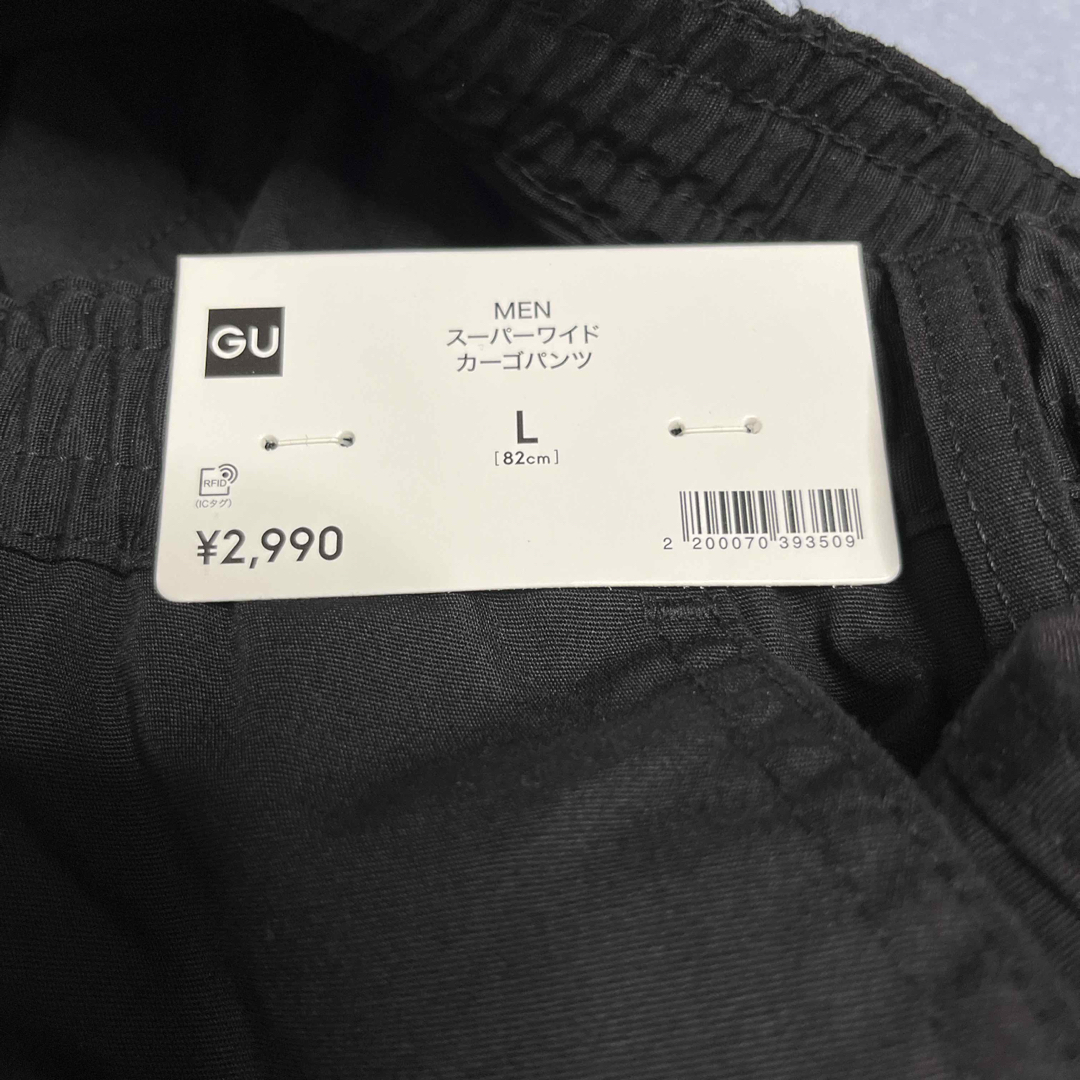 GU
MEN
スーパーワイド
カーゴパンツ
L
[82cm]
RFID
(ICタグ)
¥2,990
2 200070 393509